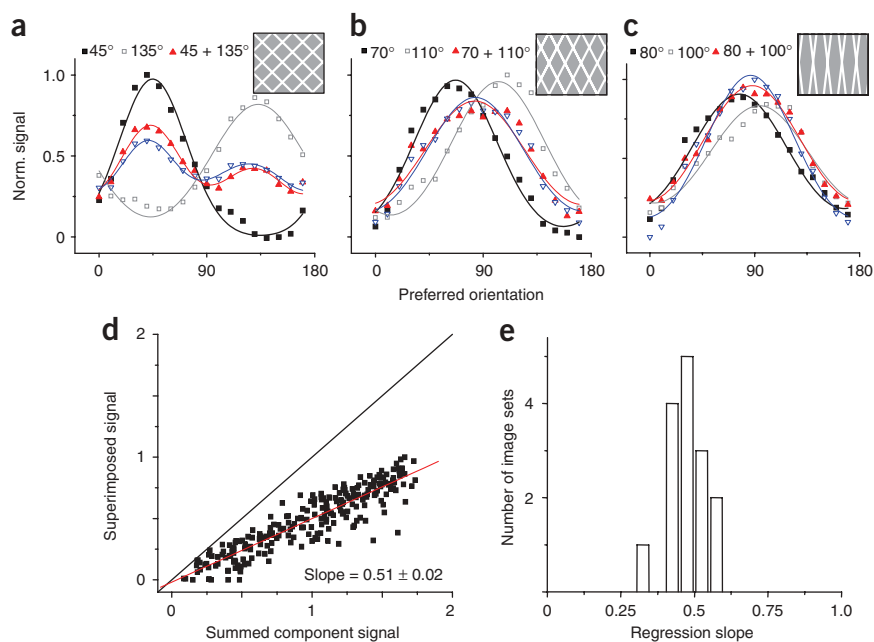 a
45° 135° 45 + 135°
b
70° 110° 70 + 110°
c
80° 100° 80 + 100°
Norm. signal
1.0
0.5
0
0 90 180
0 90 180
0 90 180
Preferred orientation
d
Superimposed signal
2
1
0
0 1 2
Slope = 0.51 ± 0.02
Summed component signal
e
Number of image sets
4
2
0 0.25 0.5 0.75 1.0
Regression slope